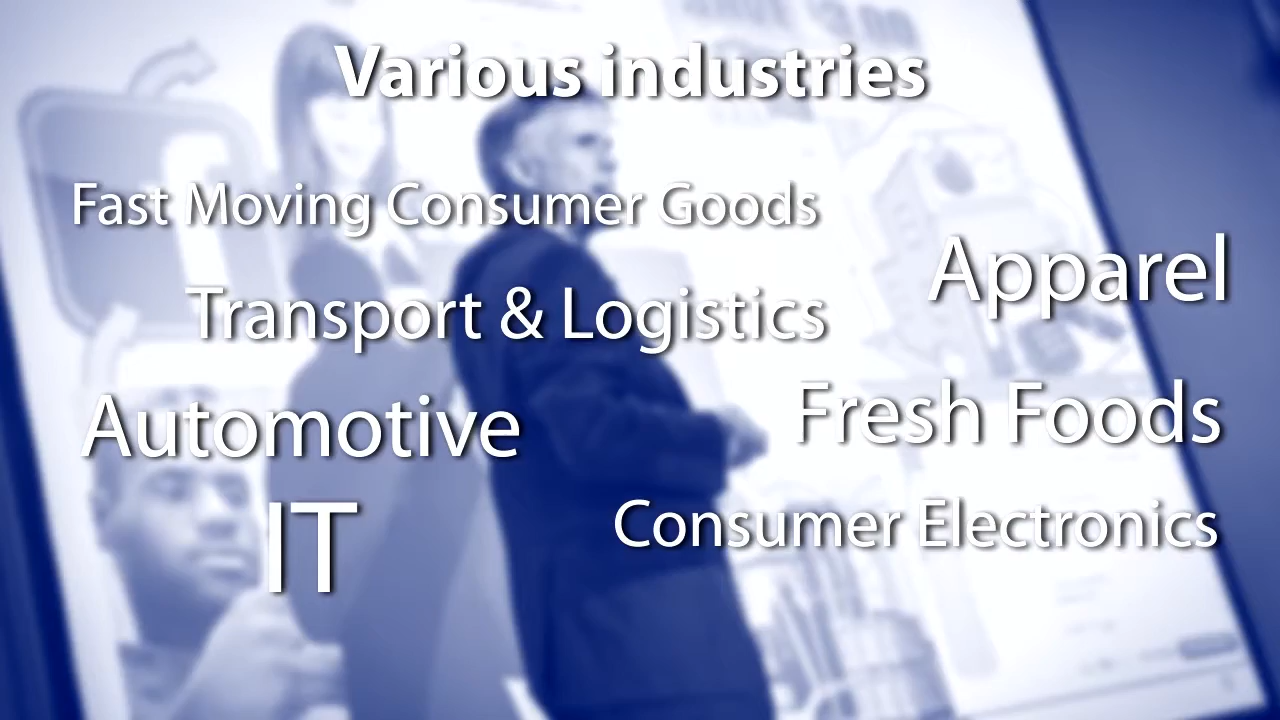 Various industries
Fast Moving Consumer Goods
Apparel
Transport & Logistics
Automotive
Fresh Foods
IT
Consumer Electronics